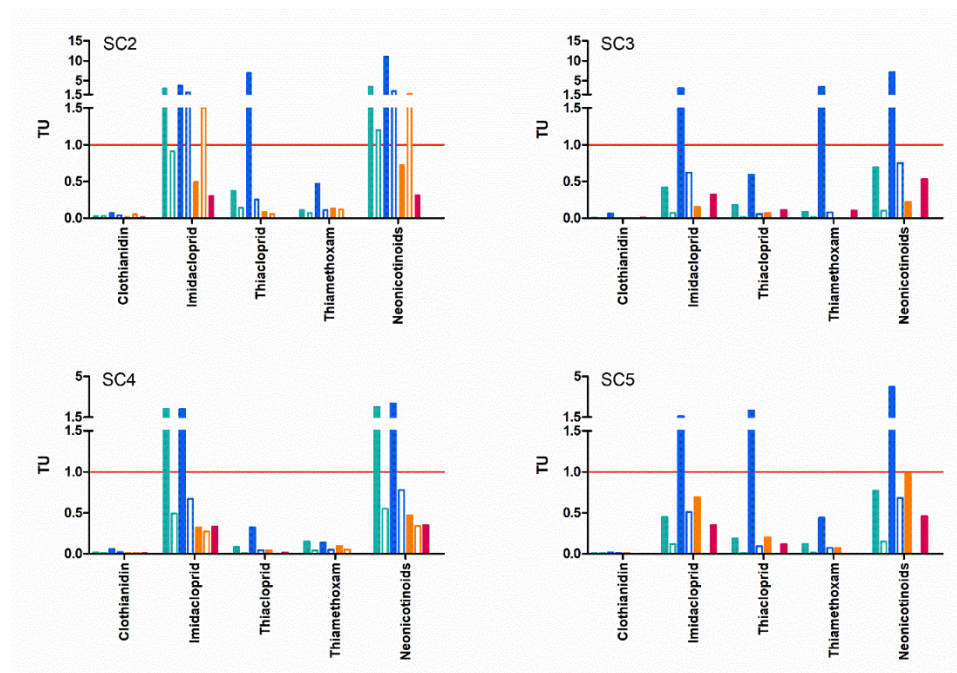 SC2
15
10
5
1.5
1.5
1.0
0.5
0.0
TU
Clothianidin
Imidacloprid
Thiacloprid
Thiamethoxam
Neonicotinoids
SC3
15
10
5
1.5
1.5
1.0
0.5
0.0
TU
Clothianidin
Imidacloprid
Thiacloprid
Thiamethoxam
Neonicotinoids
SC4
5
1.5
1.5
1.0
0.5
0.0
TU
Clothianidin
Imidacloprid
Thiacloprid
Thiamethoxam
Neonicotinoids
SC5
5
1.5
1.5
1.0
0.5
0.0
TU
Clothianidin
Imidacloprid
Thiacloprid
Thiamethoxam
Neonicotinoids